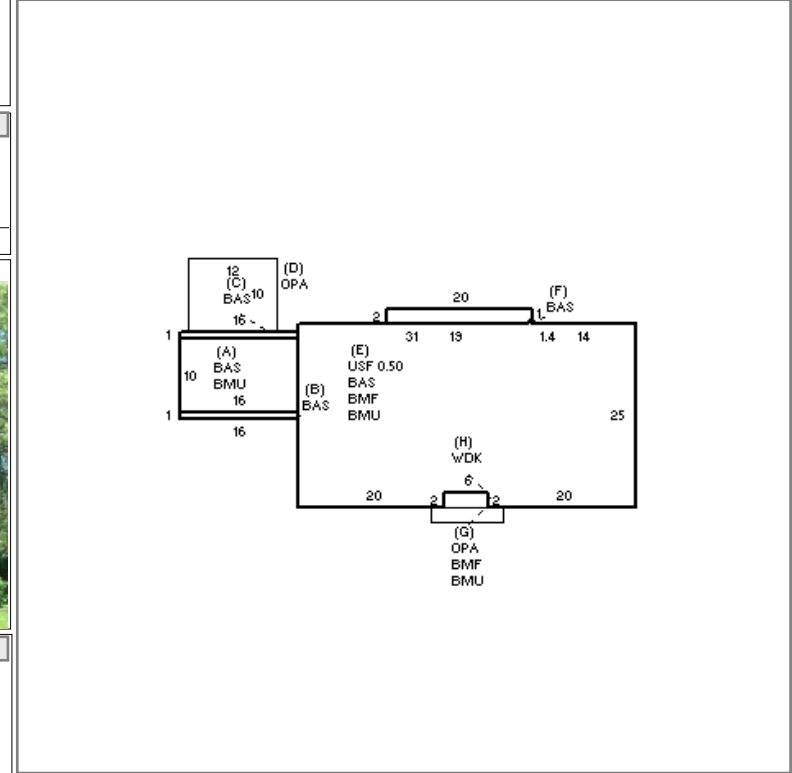 12
(C)
BAS
10
(D)
OPA
16
1
(A)
BAS
BMU
10
16
1
16
(B)
BAS
20
2
1
(F)
BAS
31
19
1.4
14
(E)
USF 0.50
BAS
BMF
BMU
25
(H)
WDK
6
20
2
2
20
(G)
OPA
BMF
BMU